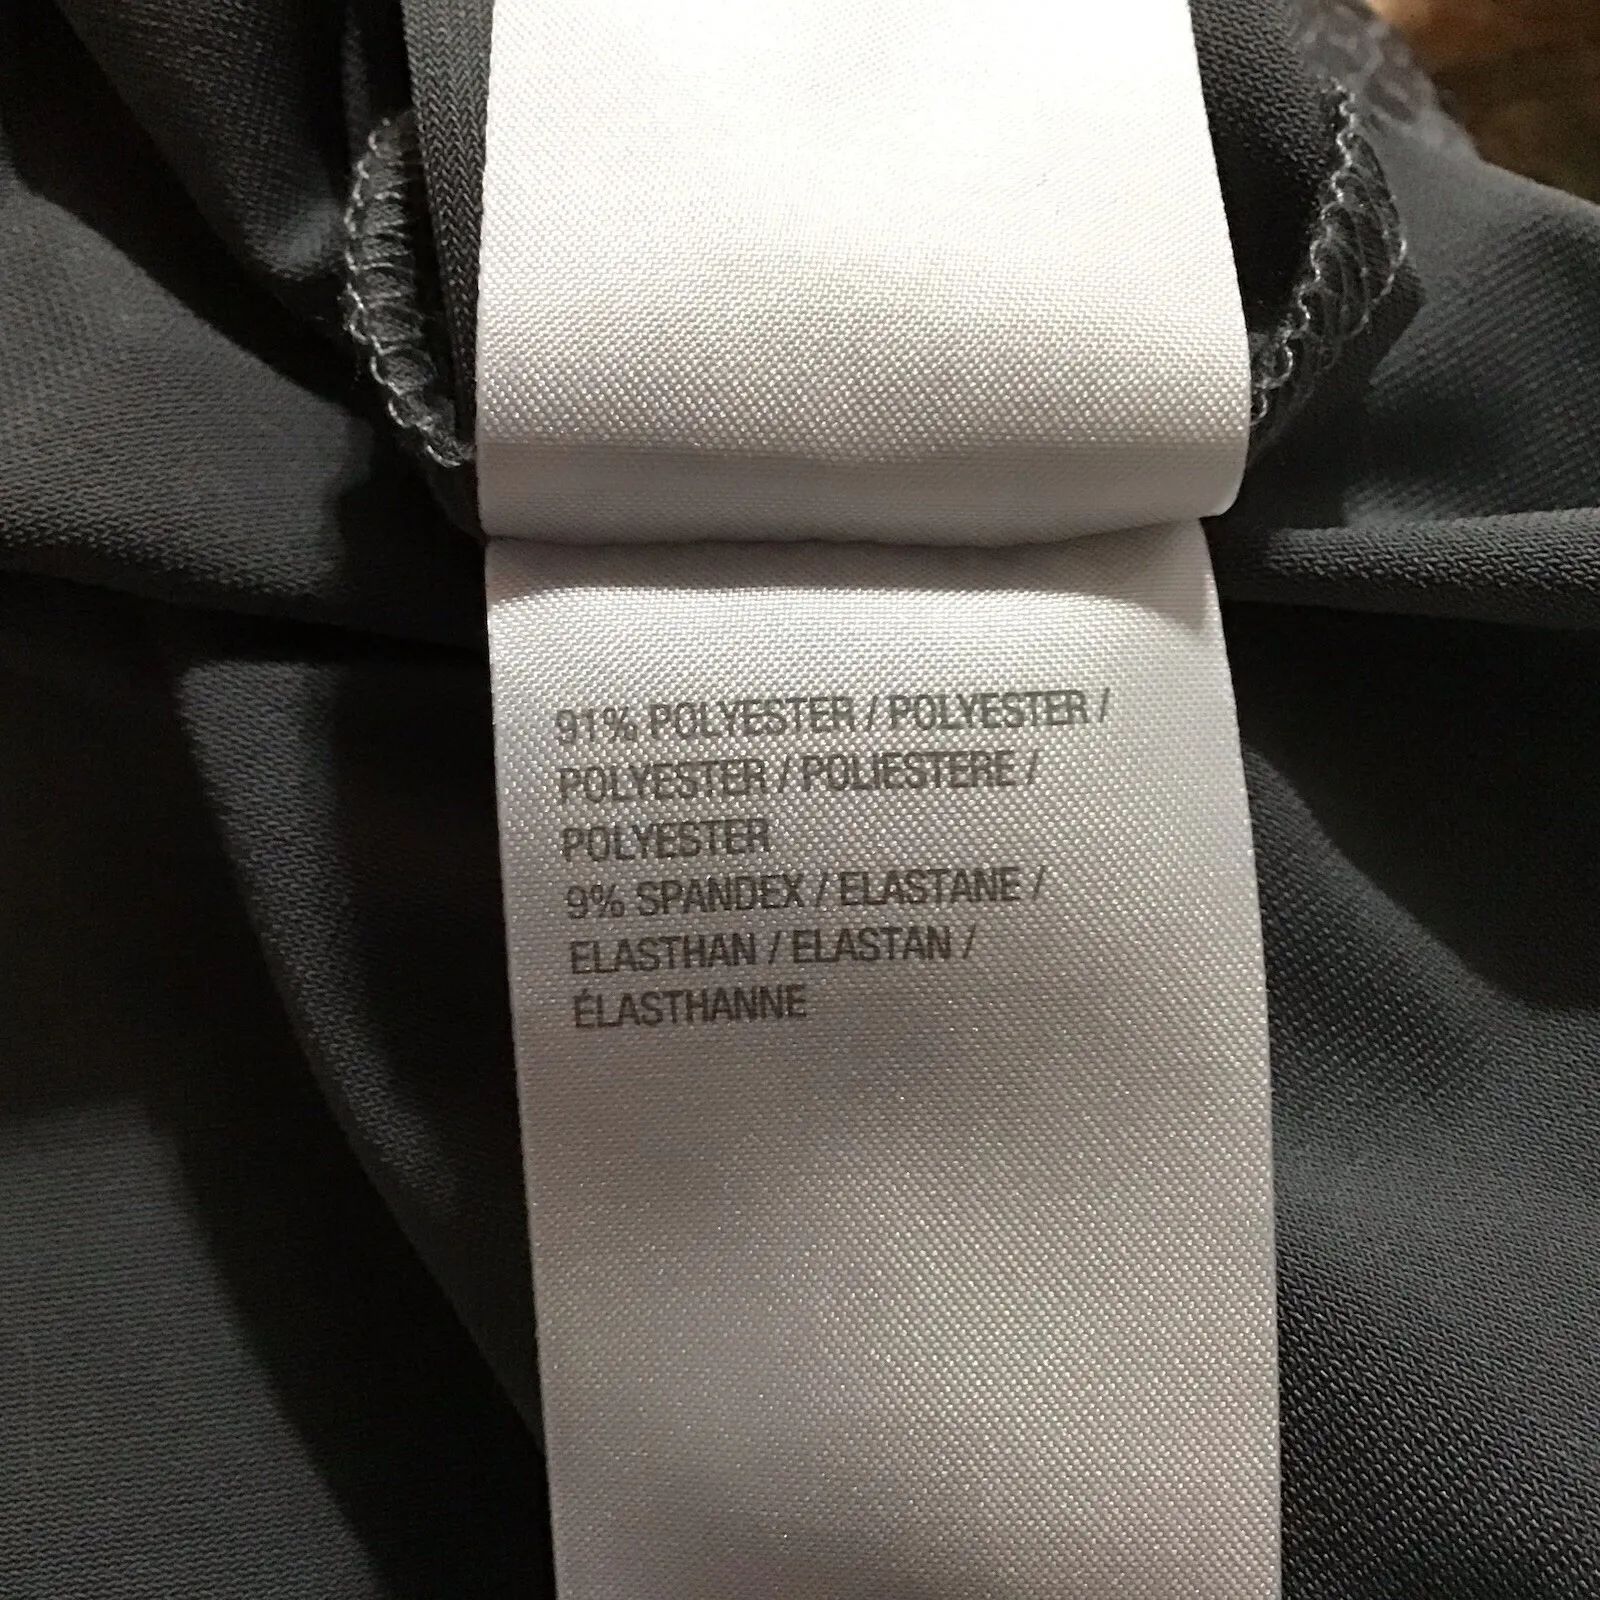 91% POLYESTER / POLYESTER /
POLYESTER / POLIESTERE /
POLYESTER
9% SPANDEX / ELASTANE /
ELASTHAN / ELASTAN /
ÉLASTHANNE